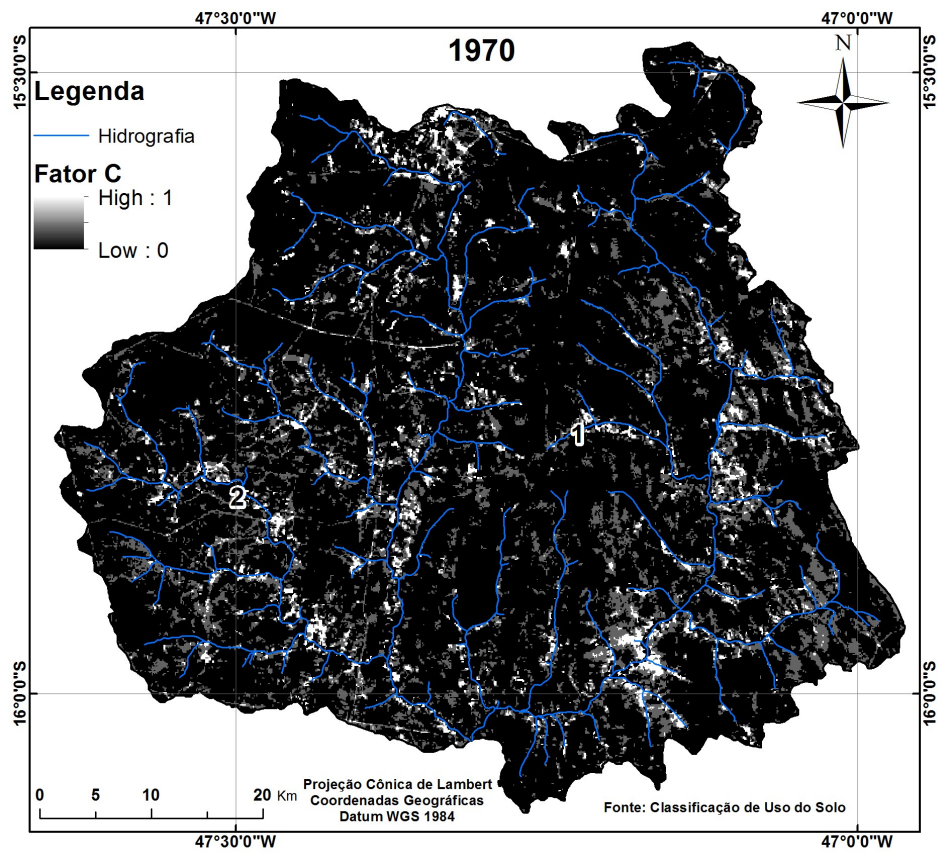 47°30'0"W
47°0'0"W
1970
N
15°30'0"S
15°30'0"S
Legenda
Hidrografia
Fator C
High : 1
Low : 0
1
2
16°0'0"S
16°0'0"S
0 5 10 20 Km
Projeção Cônica de Lambert
Coordenadas Geográficas
Datum WGS 1984
Fonte: Classificação de Uso do Solo
47°30'0"W
47°0'0"W